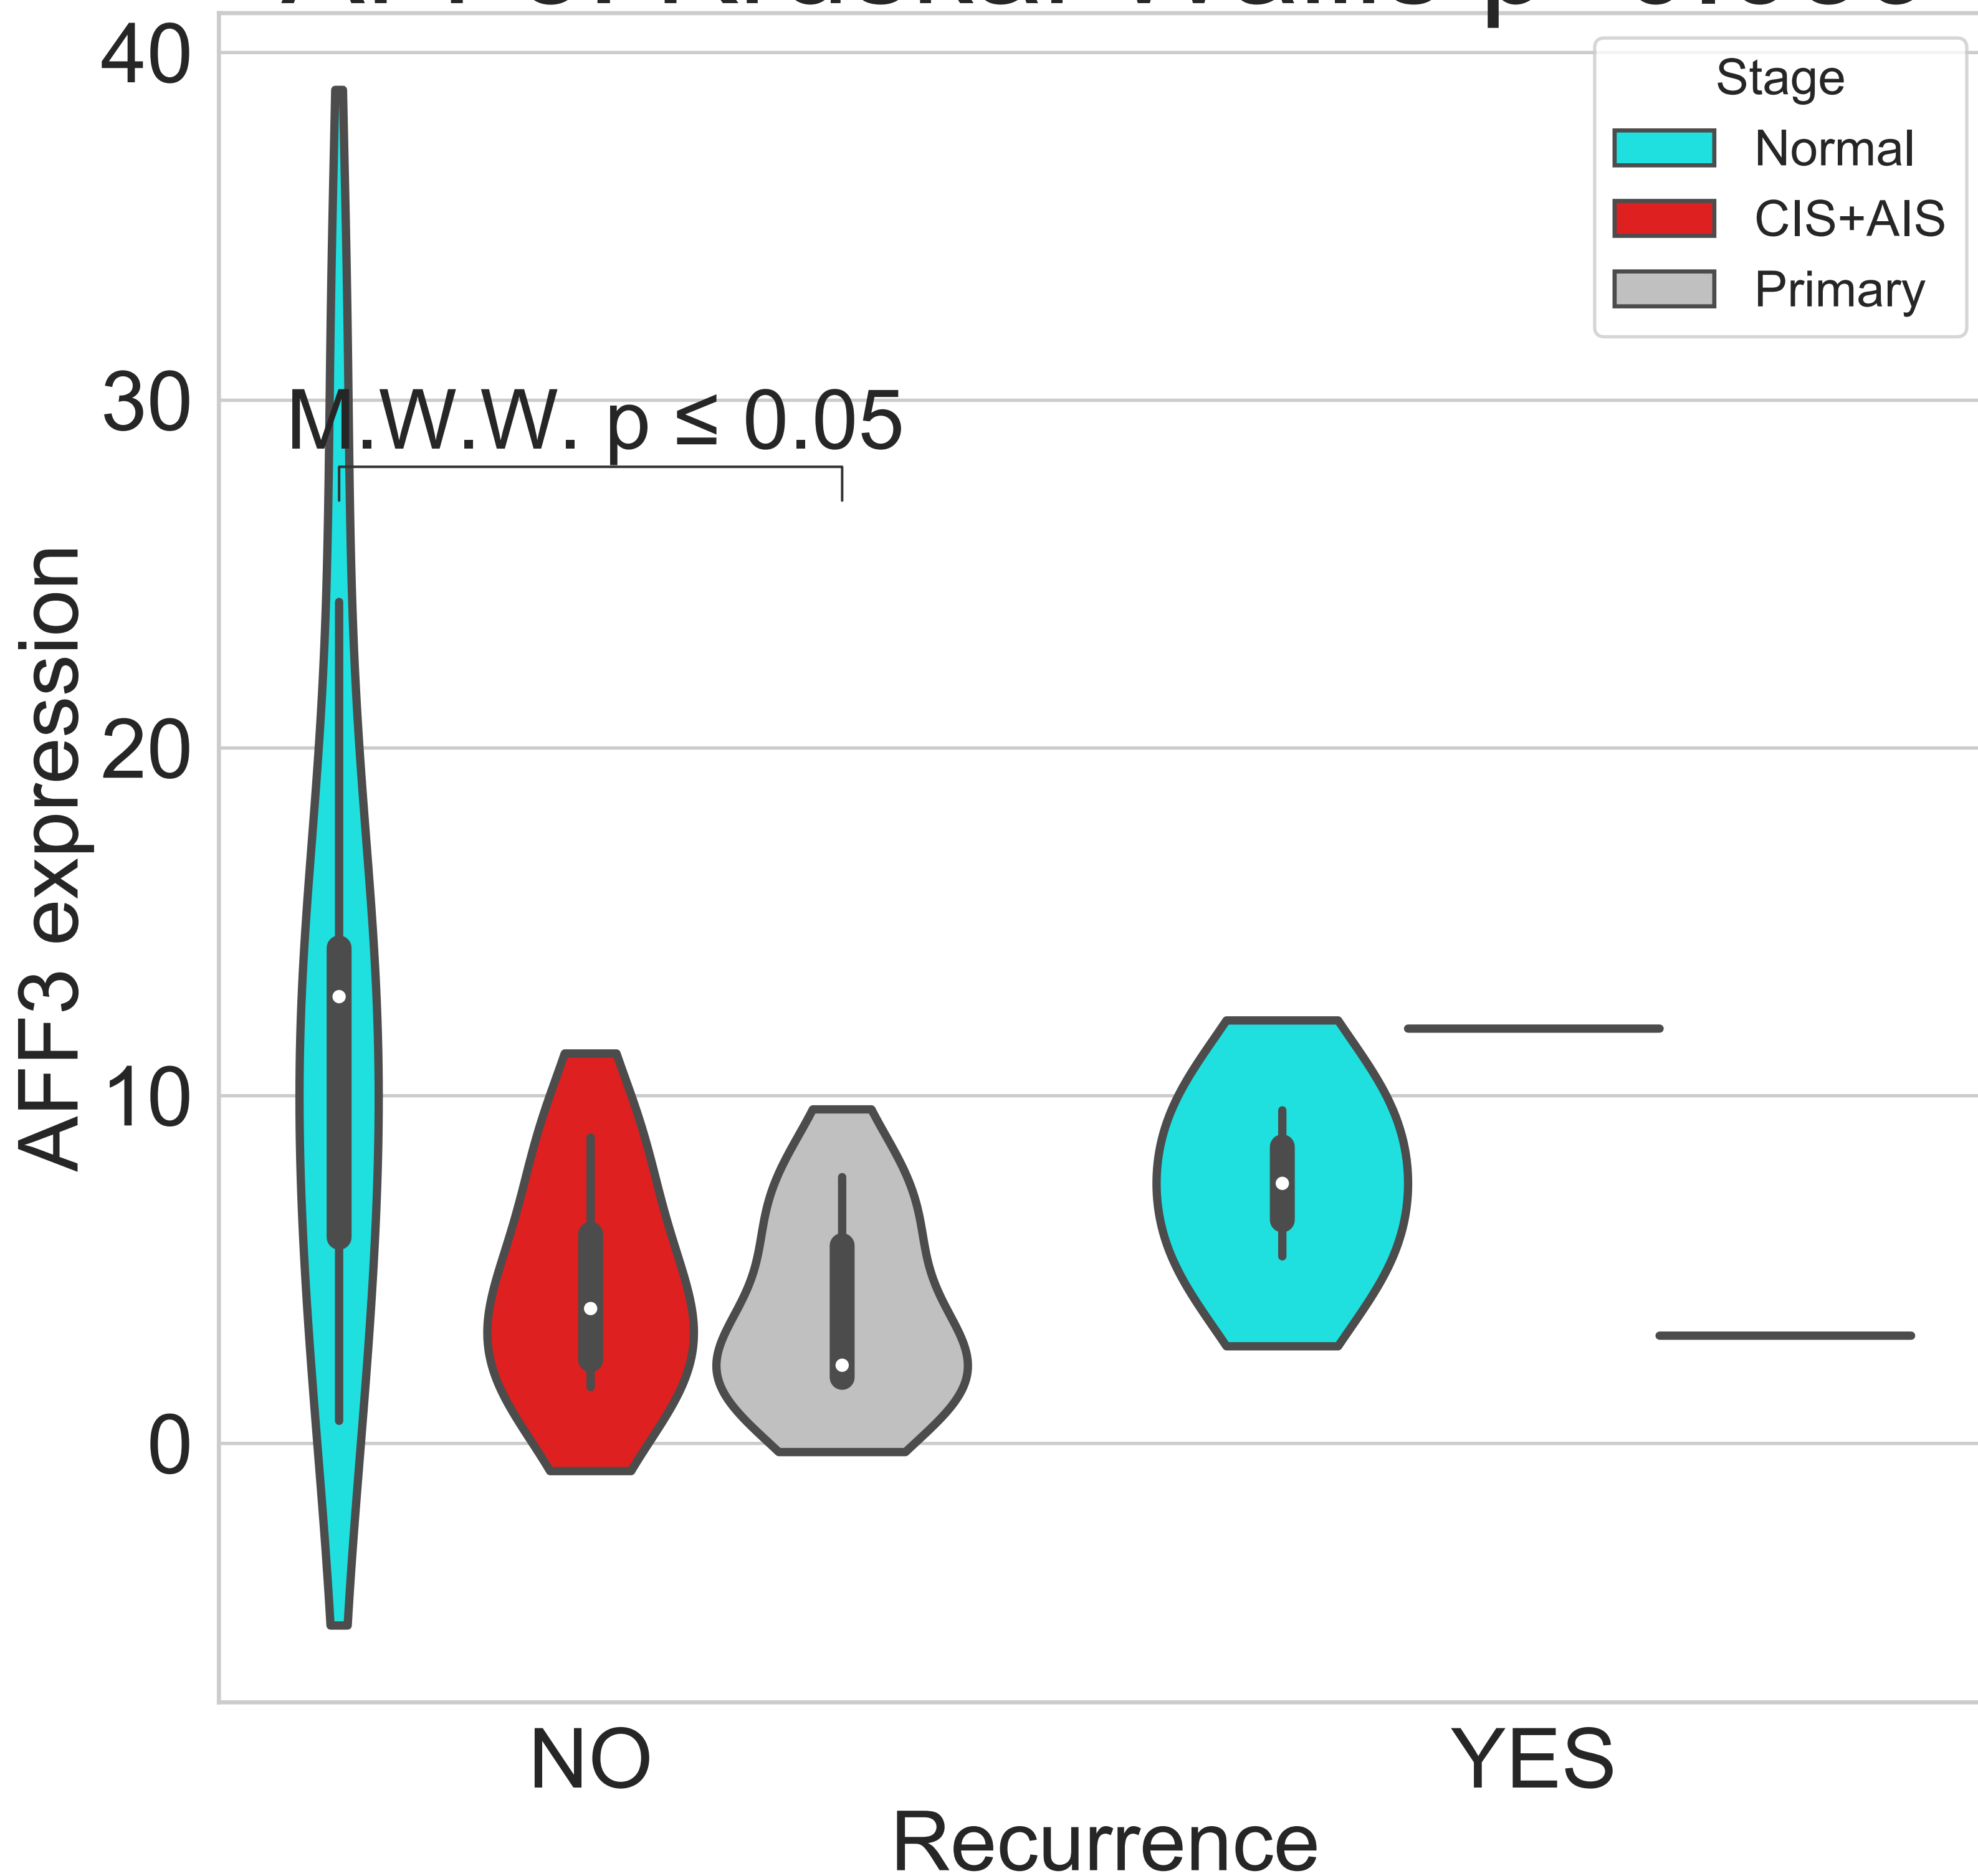 40
Stage
Normal
CIS+AIS
Primary
30
M.W.W. p ≤ 0.05
20
AFF3 expression
10
0
NO
YES
Recurrence